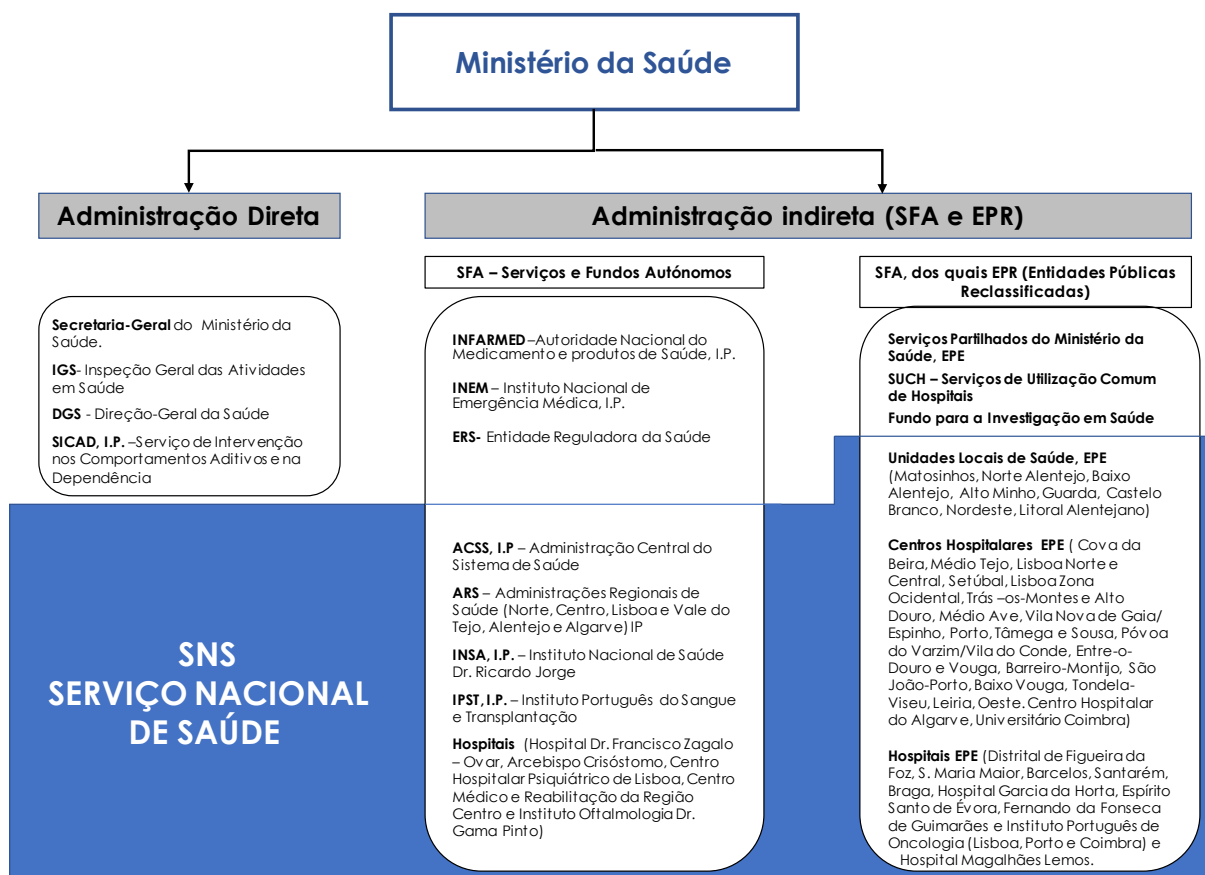 Ministério da Saúde
Administração Direta
Administração indireta (SFA e EPR)
Secretaria-Geral do Ministério da
Saúde.
IGS- Inspeção Geral das Atividades
em Saúde
DGS - Direção-Geral da Saúde
SICAD, I.P. –Serviço de Intervenção
nos Comportamentos Aditivos e na
Dependência
SFA – Serviços e Fundos Autónomos
INFARMED –Autoridade Nacional do
Medicamento e produtos de Saúde, I.P.
INEM – Instituto Nacional de
Emergência Médica, I.P.
ERS- Entidade Reguladora da Saúde
ACSS, I.P – Administração Central do
Sistema de Saúde
ARS – Administrações Regionais de
Saúde (Norte, Centro, Lisboa e Vale do
Tejo, Alentejo e Algarve) IP
INSA, I.P. – Instituto Nacional de Saúde
Dr. Ricardo Jorge
IPST, I.P. – Instituto Português do Sangue
e Transplantação
Hospitais (Hospital Dr. Francisco Zagalo
– Ovar, Arcebispo Crisóstomo, Centro
Hospitalar Psiquiátrico de Lisboa, Centro
Médico e Reabilitação da Região
Centro e Instituto Oftalmologia Dr.
Gama Pinto)
SFA, dos quais EPR (Entidades Públicas
Reclassificadas)
Serviços Partilhados do Ministério da
Saúde, EPE
SUCH – Serviços de Utilização Comum
de Hospitais
Fundo para a Investigação em Saúde
Unidades Locais de Saúde, EPE
(Matosinhos, Norte Alentejo, Baixo
Alentejo, Alto Minho, Guarda, Castelo
Branco, Nordeste, Litoral Alentejano)
Centros Hospitalares EPE ( Cova da
Beira, Médio Tejo, Lisboa Norte e
Central, Setúbal, Lisboa Zona
Ocidental, Trás –os-Montes e Alto
Douro, Médio Ave, Vila Nova de Gaia/
Espinho, Porto, Tâmega e Sousa, Póvoa
do Varzim/Vila do Conde, Entre-o-
Douro e Vouga, Barreiro-Montijo, São
João-Porto, Baixo Vouga, Tondela-
Viseu, Leiria, Oeste. Centro Hospitalar
do Algarve, Universitário Coimbra)
Hospitais EPE (Distrital de Figueira da
Foz, S. Maria Maior, Barcelos, Santarém,
Braga, Hospital Garcia da Horta, Espírito
Santo de Évora, Fernando da Fonseca
de Guimarães e Instituto Português de
Oncologia (Lisboa, Porto e Coimbra) e
Hospital Magalhães Lemos.
SNS
SERVIÇO NACIONAL
DE SAÚDE